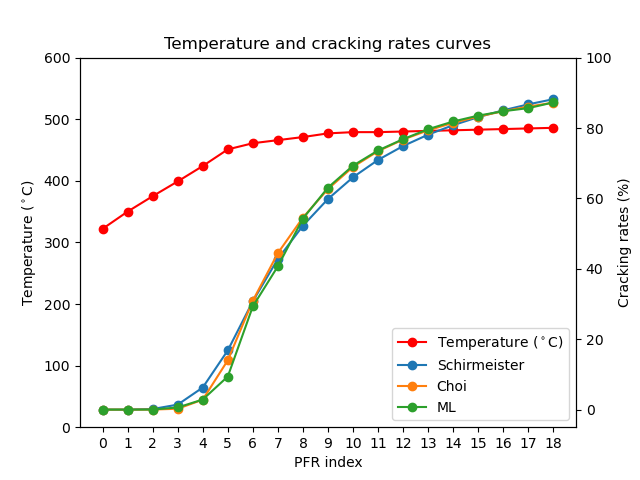 Temperature and cracking rates curves
600
500
400
300
200
100
0
Temperature (°C)
100
80
60
40
20
0
Cracking rates (%)
Temperature (°C)
Schirmeister
Choi
ML
0 1 2 3 4 5 6 7 8 9 10 11 12 13 14 15 16 17 18
PFR index